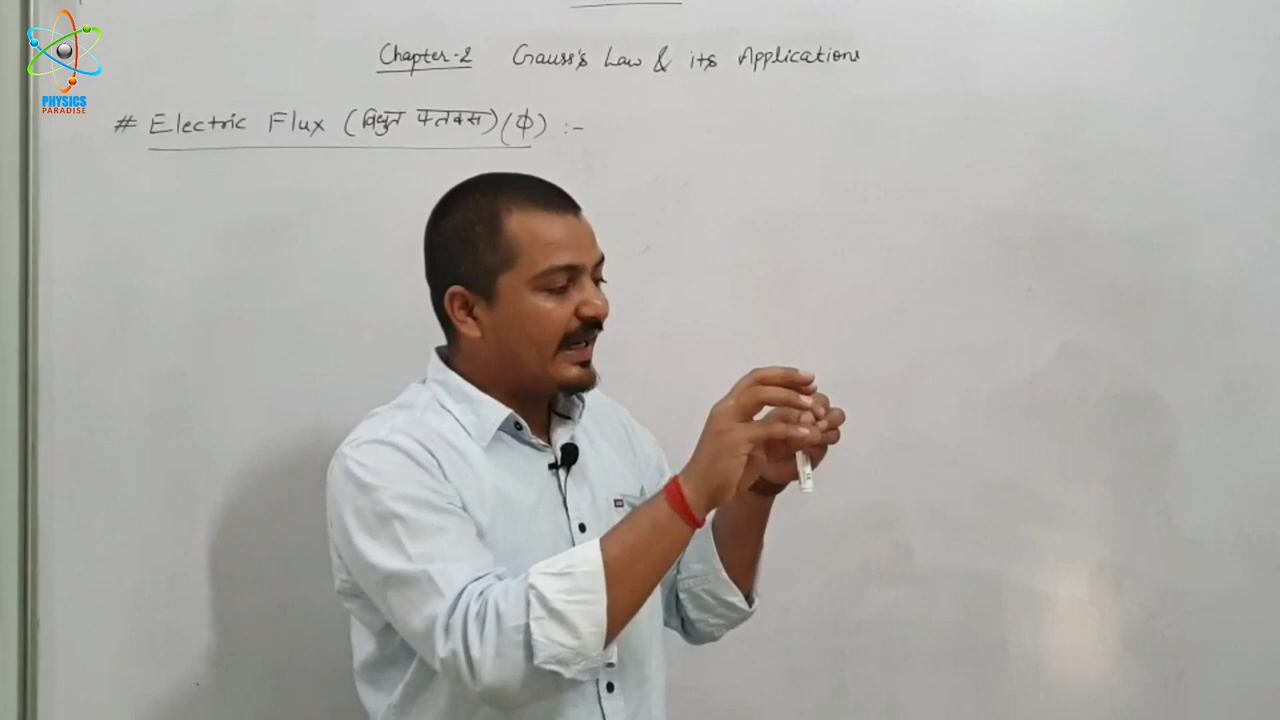 PHYSICS
PARADISE
Chapter-2 Gauss's Law & its Applications
# Electric Flux (विधुत फ्लक्स) (ϕ) :-